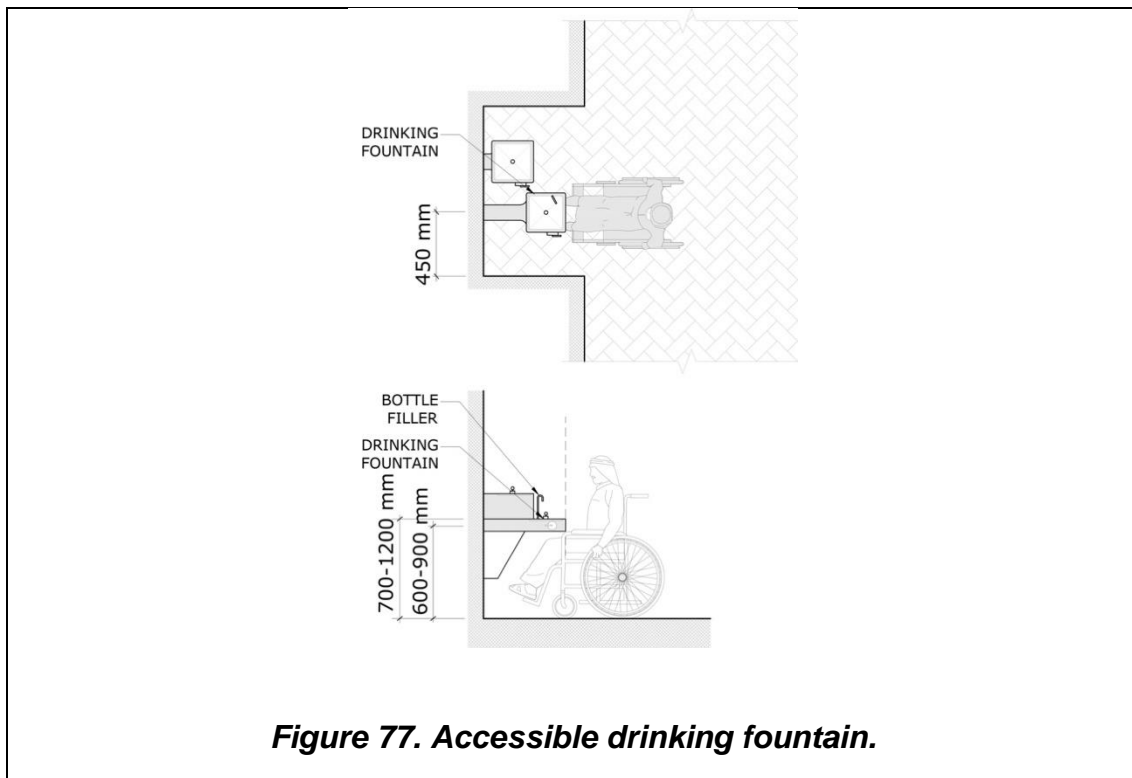 DRINKING
FOUNTAIN
450 mm
BOTTLE
FILLER
DRINKING
FOUNTAIN
700-1200 mm
600-900 mm
Figure 77. Accessible drinking fountain.